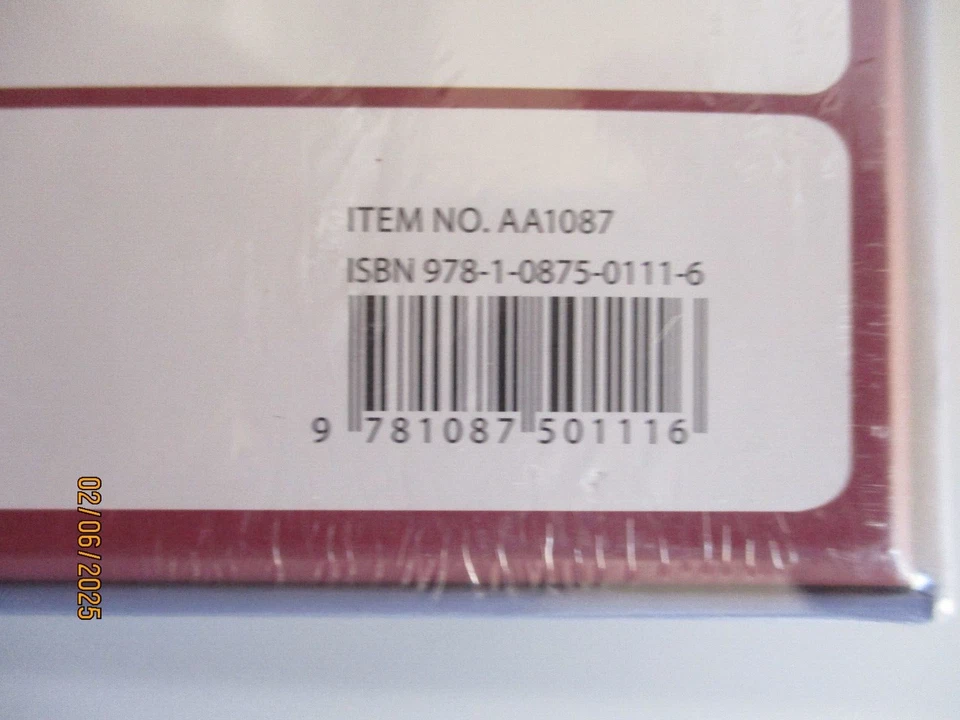 ITEM NO. AA1087
ISBN 978-1-0875-0111-6
9 781087 501116
02/06/2025